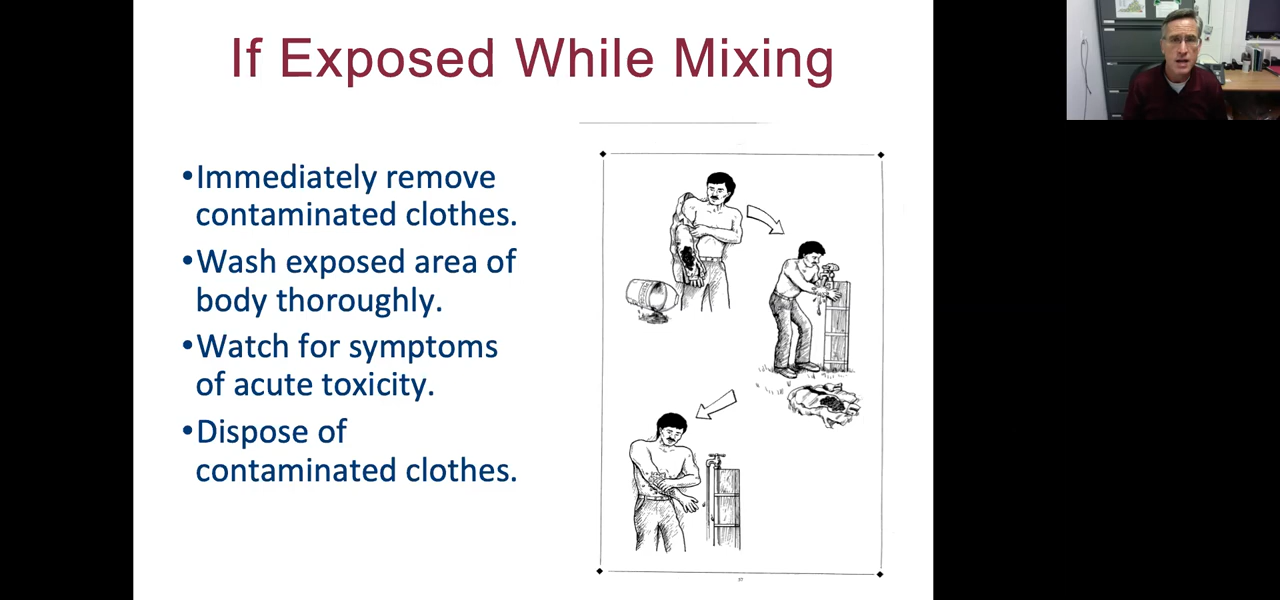 If Exposed While Mixing
•Immediately remove
contaminated clothes.
•Wash exposed area of
body thoroughly.
•Watch for symptoms
of acute toxicity.
•Dispose of
contaminated clothes.